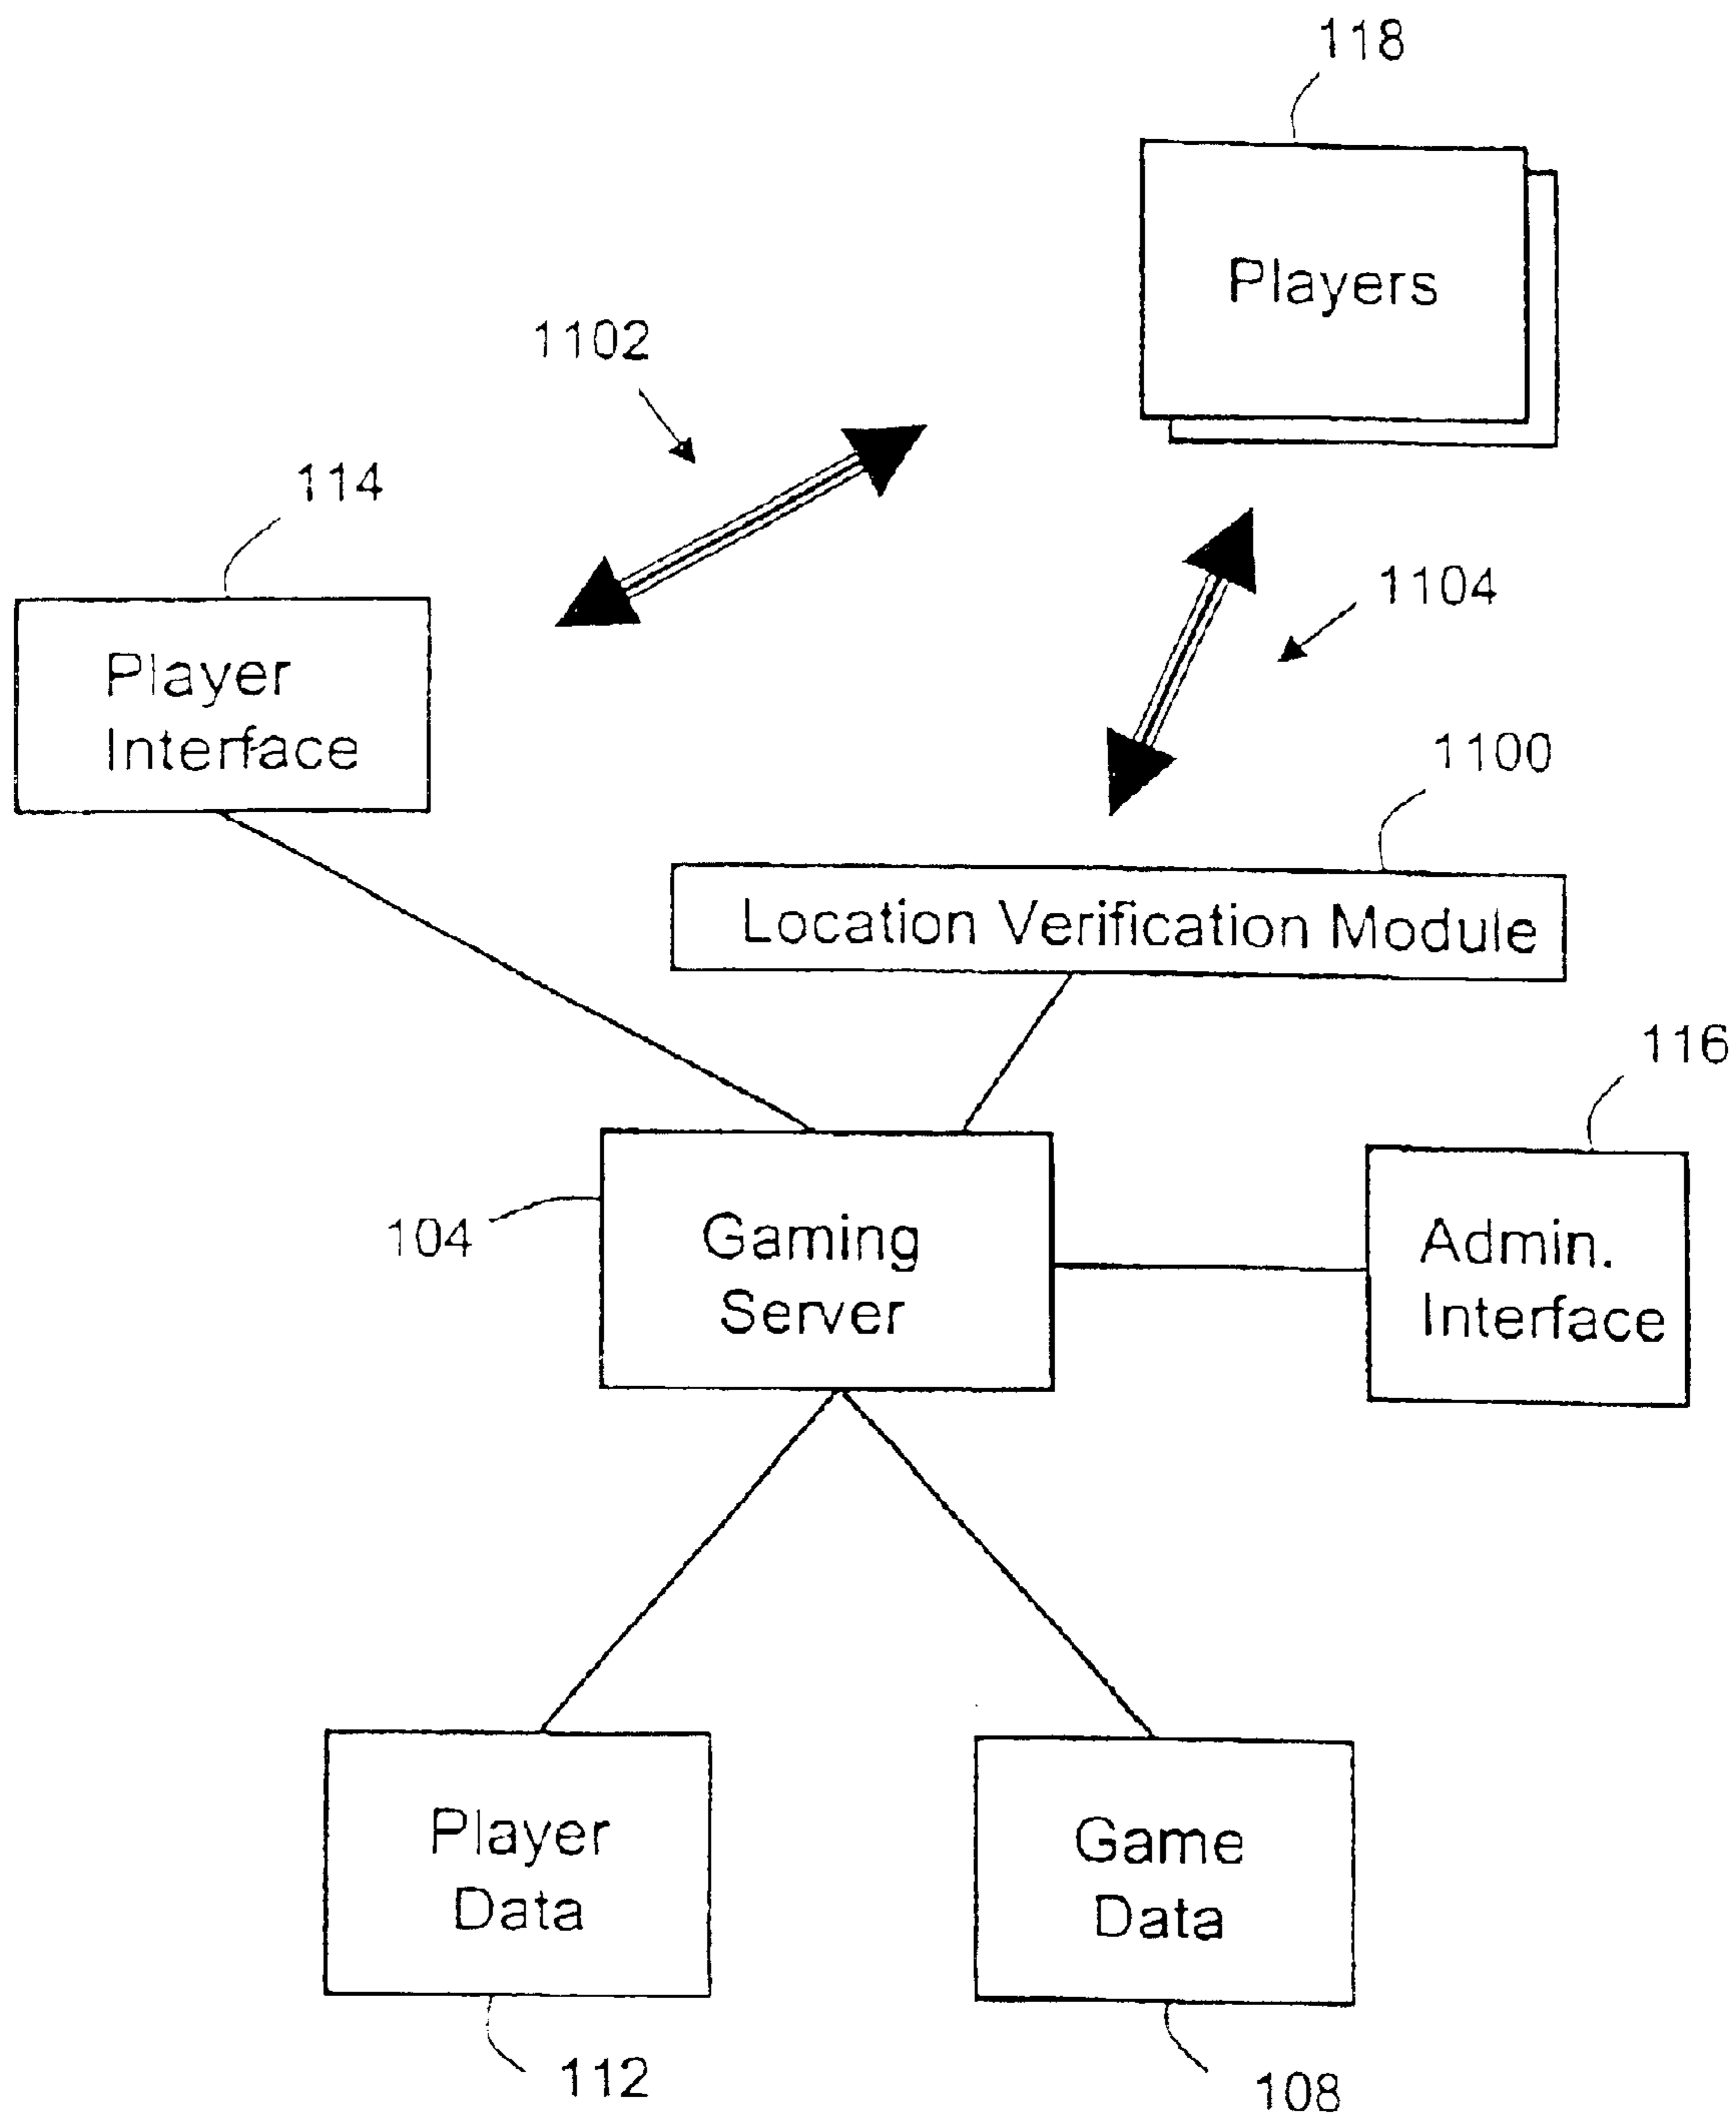 118
Players
1102
114
1104
Player
Interface
1100
Location Verification Module
116
104
Gaming
Server
Admin.
Interface
Player
Data
Game
Data
112
108